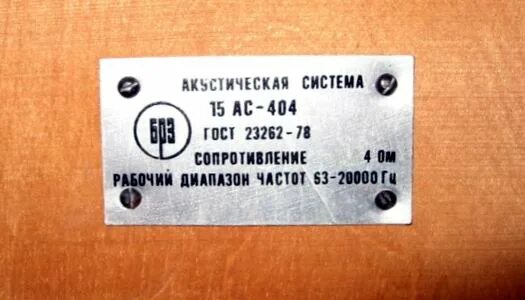 АКУСТИЧЕСКАЯ СИСТЕМА
15 АС-404
БРЗ
ГОСТ 23262-78
СОПРОТИВЛЕНИЕ 4 Ом
РАБОЧИЙ ДИАПАЗОН ЧАСТОТ 63-20000 Гц